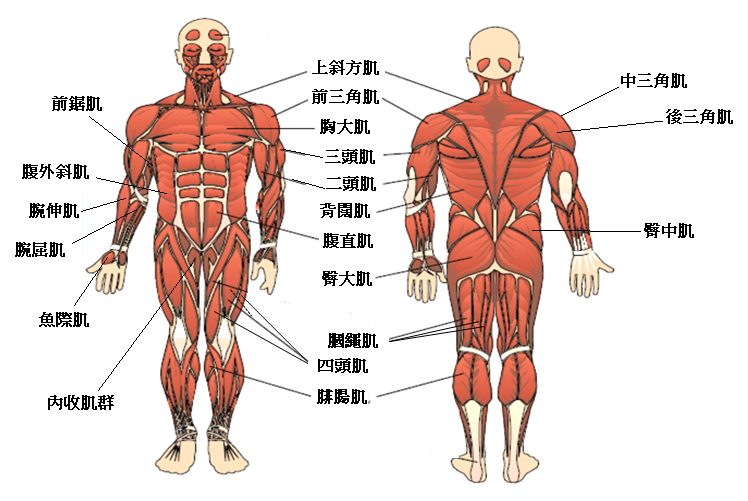 上斜方肌
前三角肌
胸大肌
三頭肌
二頭肌
背闊肌
腹直肌
臀大肌
膕繩肌
四頭肌
腓腸肌
前鋸肌
腹外斜肌
腕伸肌
腕屈肌
魚際肌
內收肌群
中三角肌
後三角肌
臀中肌